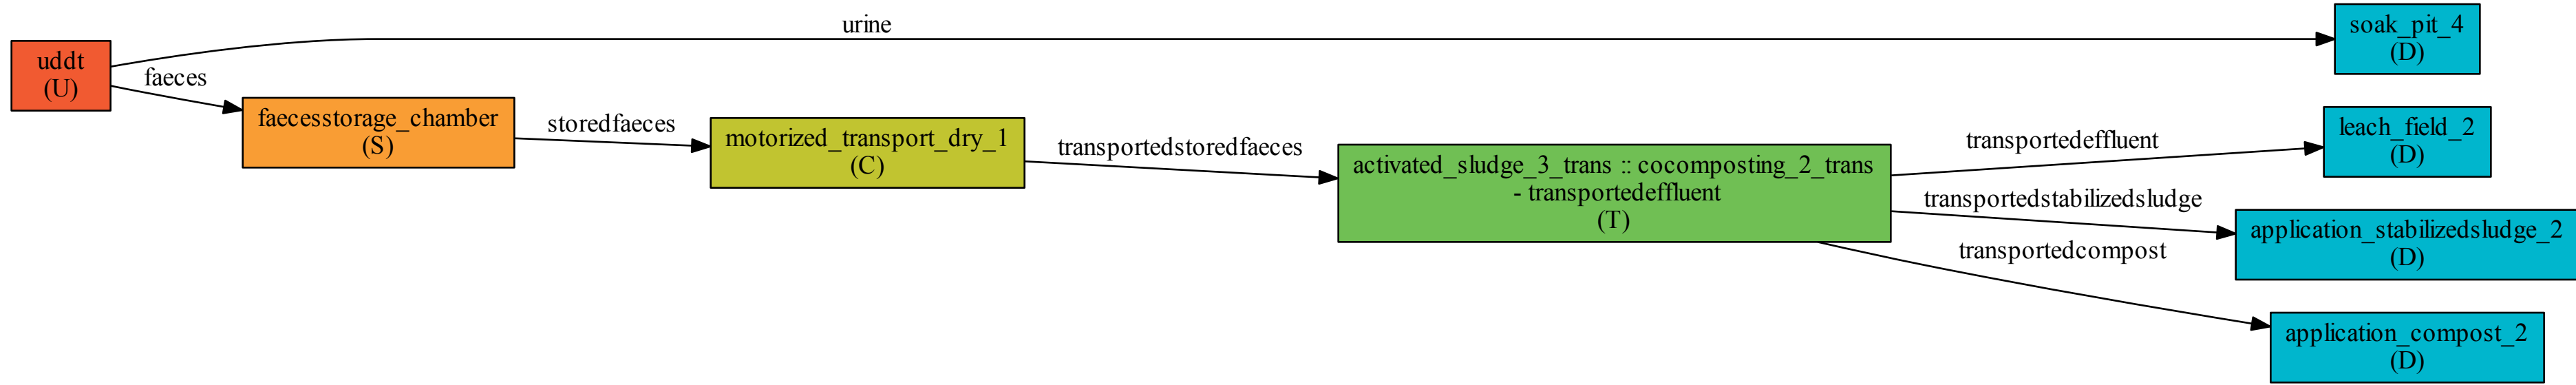 uddt
(U)
urine
faeces
faecesstorage_chamber
(S)
storedfaeces
motorized_transport_dry_1
(C)
transportedstoredfaeces
activated_sludge_3_trans :: cocomposting_2_trans
- transportedeffluent
(T)
transportedeffluent
transportedstabilizedsludge
transportedcompost
soak_pit_4
(D)
leach_field_2
(D)
application_stabilizedsludge_2
(D)
application_compost_2
(D)